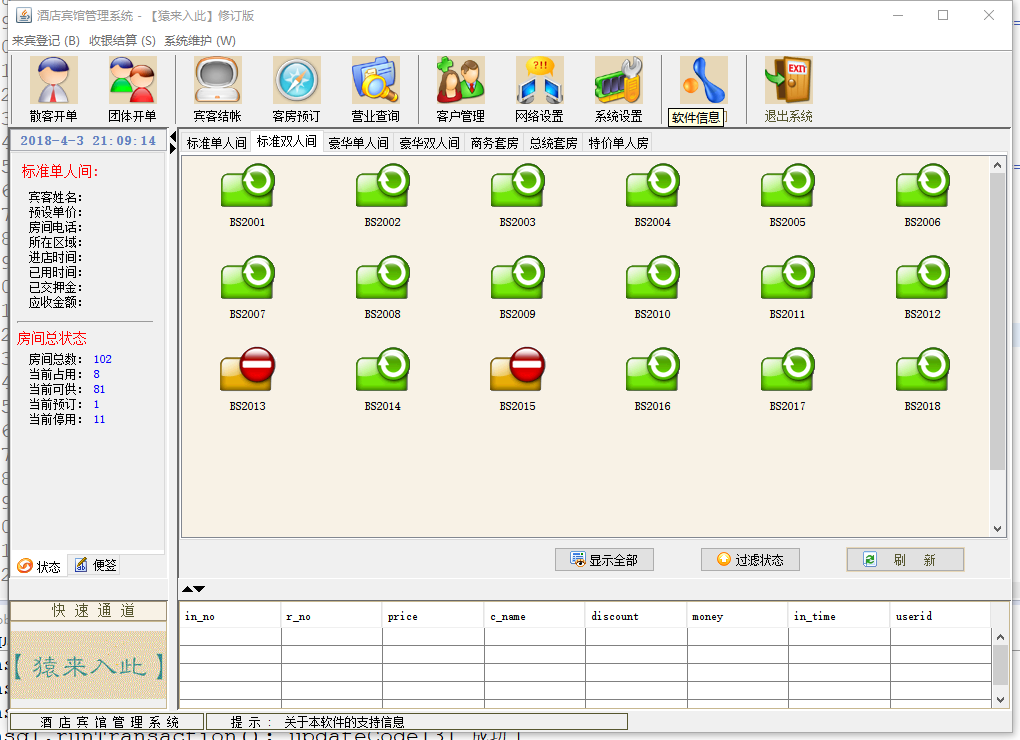 酒店宾馆管理系统 - 【猿来入此】修订版
来宾登记 (B) 收银结算 (S) 系统维护 (W)
EXIT
散客开单 团体开单 宾客结帐 客房预订 营业查询 客户管理 网络设置 系统设置 软件信息 退出系统
2018-4-3 21:09:14
标准单人间 标准双人间 豪华单人间 豪华双人间 商务套房 总统套房 特价单人房
标准单人间:
宾客姓名:
预设单价:
房间电话:
所在区域:
进店时间:
已用时间:
已交押金:
应收金额:
房间总状态
房间总数: 102
当前占用: 8
当前可供: 81
当前预订: 1
当前停用: 11
状态 便签
BS2001 BS2002 BS2003 BS2004 BS2005 BS2006
BS2007 BS2008 BS2009 BS2010 BS2011 BS2012
BS2013 BS2014 BS2015 BS2016 BS2017 BS2018
显示全部 过滤状态 刷 新
快 速 通 道
【猿来入此】
in_no r_no price c_name discount money in_time userid
酒 店 宾 馆 管 理 系 统 提 示 : 关于本软件的支持信息
sql.runTransaction(): updateCode[3] 成功!